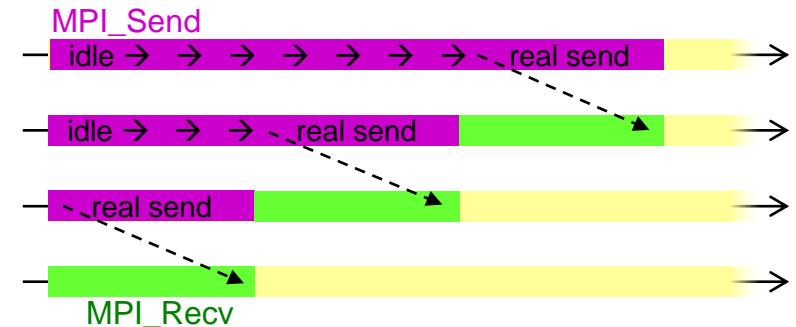 MPI_Send
idle → → → → → → → real send
idle → → → real send
real send
MPI_Recv